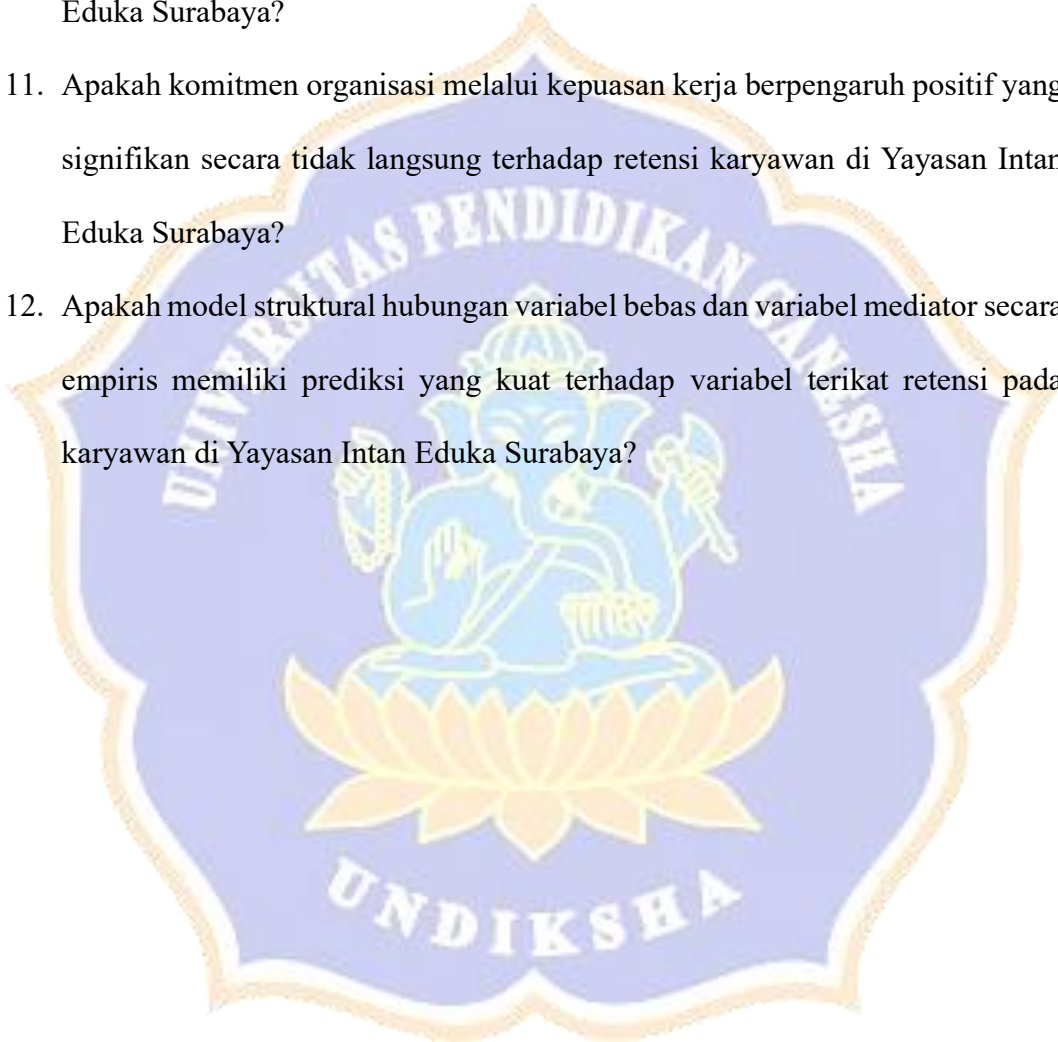 Eduka Surabaya?
11. Apakah komitmen organisasi melalui kepuasan kerja berpengaruh positif yang
signifikan secara tidak langsung terhadap retensi karyawan di Yayasan Intan
Eduka Surabaya?
12. Apakah model struktural hubungan variabel bebas dan variabel mediator secara
empiris memiliki prediksi yang kuat terhadap variabel terikat retensi pada
karyawan di Yayasan Intan Eduka Surabaya?
UNIVERSITAS PENDIDIKAN GANESHA
UNDIKSHA